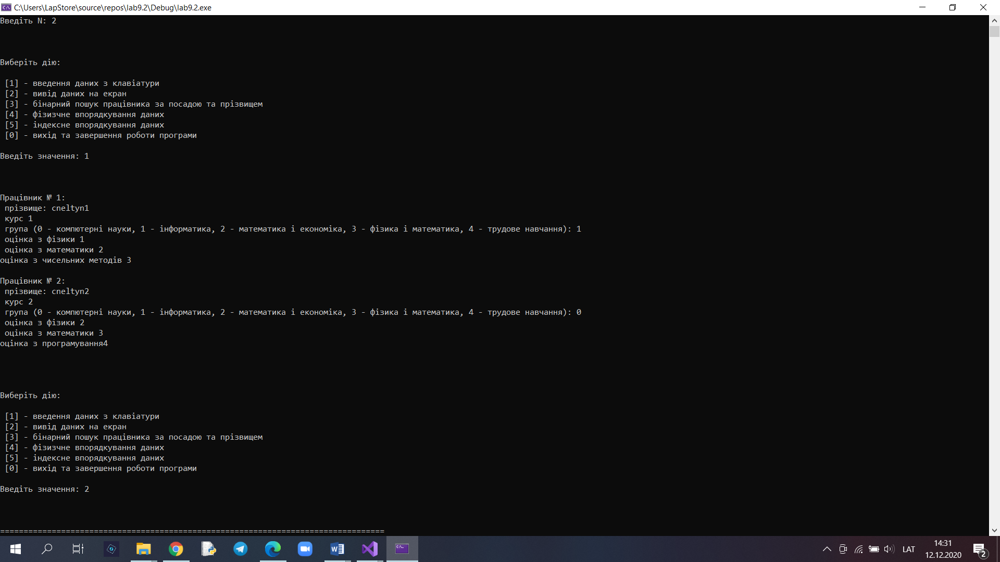 C:\Users\LapStore\source\repos\lab9.2\Debug\lab9.2.exe
Введіть N: 2
Виберіть дію:
[1] - введення даних з клавіатури
[2] - вивід даних на екран
[3] - бінарний пошук працівника за посадою та прізвищем
[4] - фізизчне впорядкування даних
[5] - індексне впорядкування даних
[0] - вихід та завершення роботи програми
Введіть значення: 1
Працівник № 1:
прізвище: cneltyn1
курс 1
група (0 - компютерні науки, 1 - інформатика, 2 - математика і економіка, 3 - фізика і математика, 4 - трудове навчання): 1
оцінка з фізики 1
оцінка з математики 2
оцінка з чисельних методів 3
Працівник № 2:
прізвище: cneltyn2
курс 2
група (0 - компютерні науки, 1 - інформатика, 2 - математика і економіка, 3 - фізика і математика, 4 - трудове навчання): 0
оцінка з фізики 2
оцінка з математики 3
оцінка з програмування4
Виберіть дію:
[1] - введення даних з клавіатури
[2] - вивід даних на екран
[3] - бінарний пошук працівника за посадою та прізвищем
[4] - фізизчне впорядкування даних
[5] - індексне впорядкування даних
[0] - вихід та завершення роботи програми
Введіть значення: 2
==================================================================================
LAT
14:31
12.12.2020
2